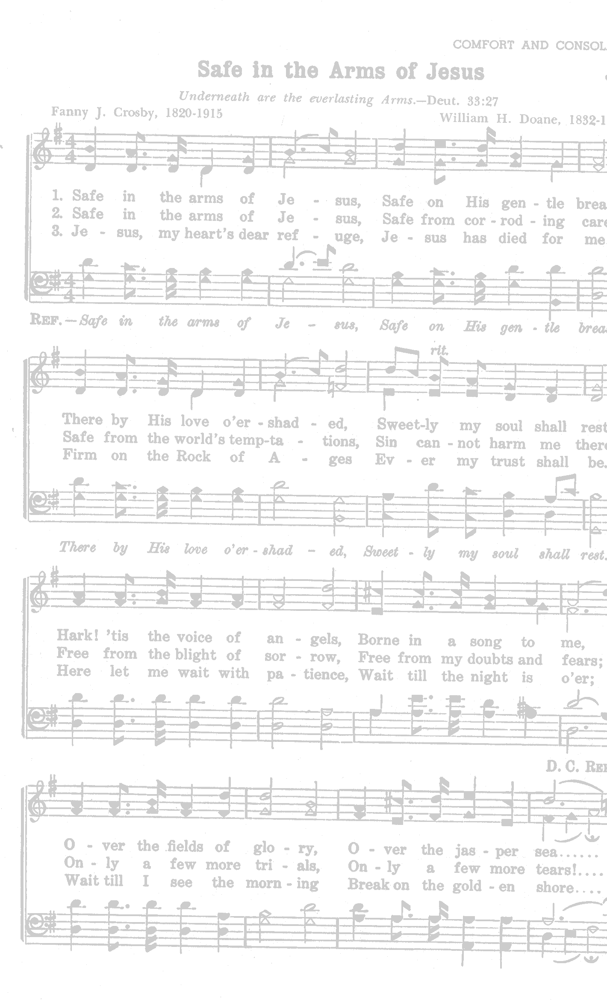 COMFORT AND CONSOL
Safe in the Arms of Jesus
Underneath are the everlasting Arms.—Deut. 33:27
Fanny J. Crosby, 1820-1915
William H. Doane, 1832-1
1. Safe in the arms of Je - sus, Safe on His gen - tle brea
2. Safe in the arms of Je - sus, Safe from cor - rod - ing care
3. Je - sus, my heart's dear ref - uge, Je - sus has died for me
REF.—Safe in the arms of Je - sus, Safe on His gen - tle breas
rit.
There by His love o'er - shad - ed, Sweet-ly my soul shall rest
Safe from the world's temp-ta - tions, Sin can - not harm me there
Firm on the Rock of A - ges Ev - er my trust shall be.
There by His love o'er - shad - ed, Sweet - ly my soul shall rest.
Hark! 'tis the voice of an - gels, Borne in a song to me,
Free from the blight of sor - row, Free from my doubts and fears;
Here let me wait with pa - tience, Wait till the night is o'er;
D. C. REF
O - ver the fields of glo - ry, O - ver the jas - per sea......
On - ly a few more tri - als, On - ly a few more tears!....
Wait till I see the morn - ing Break on the gold - en shore....